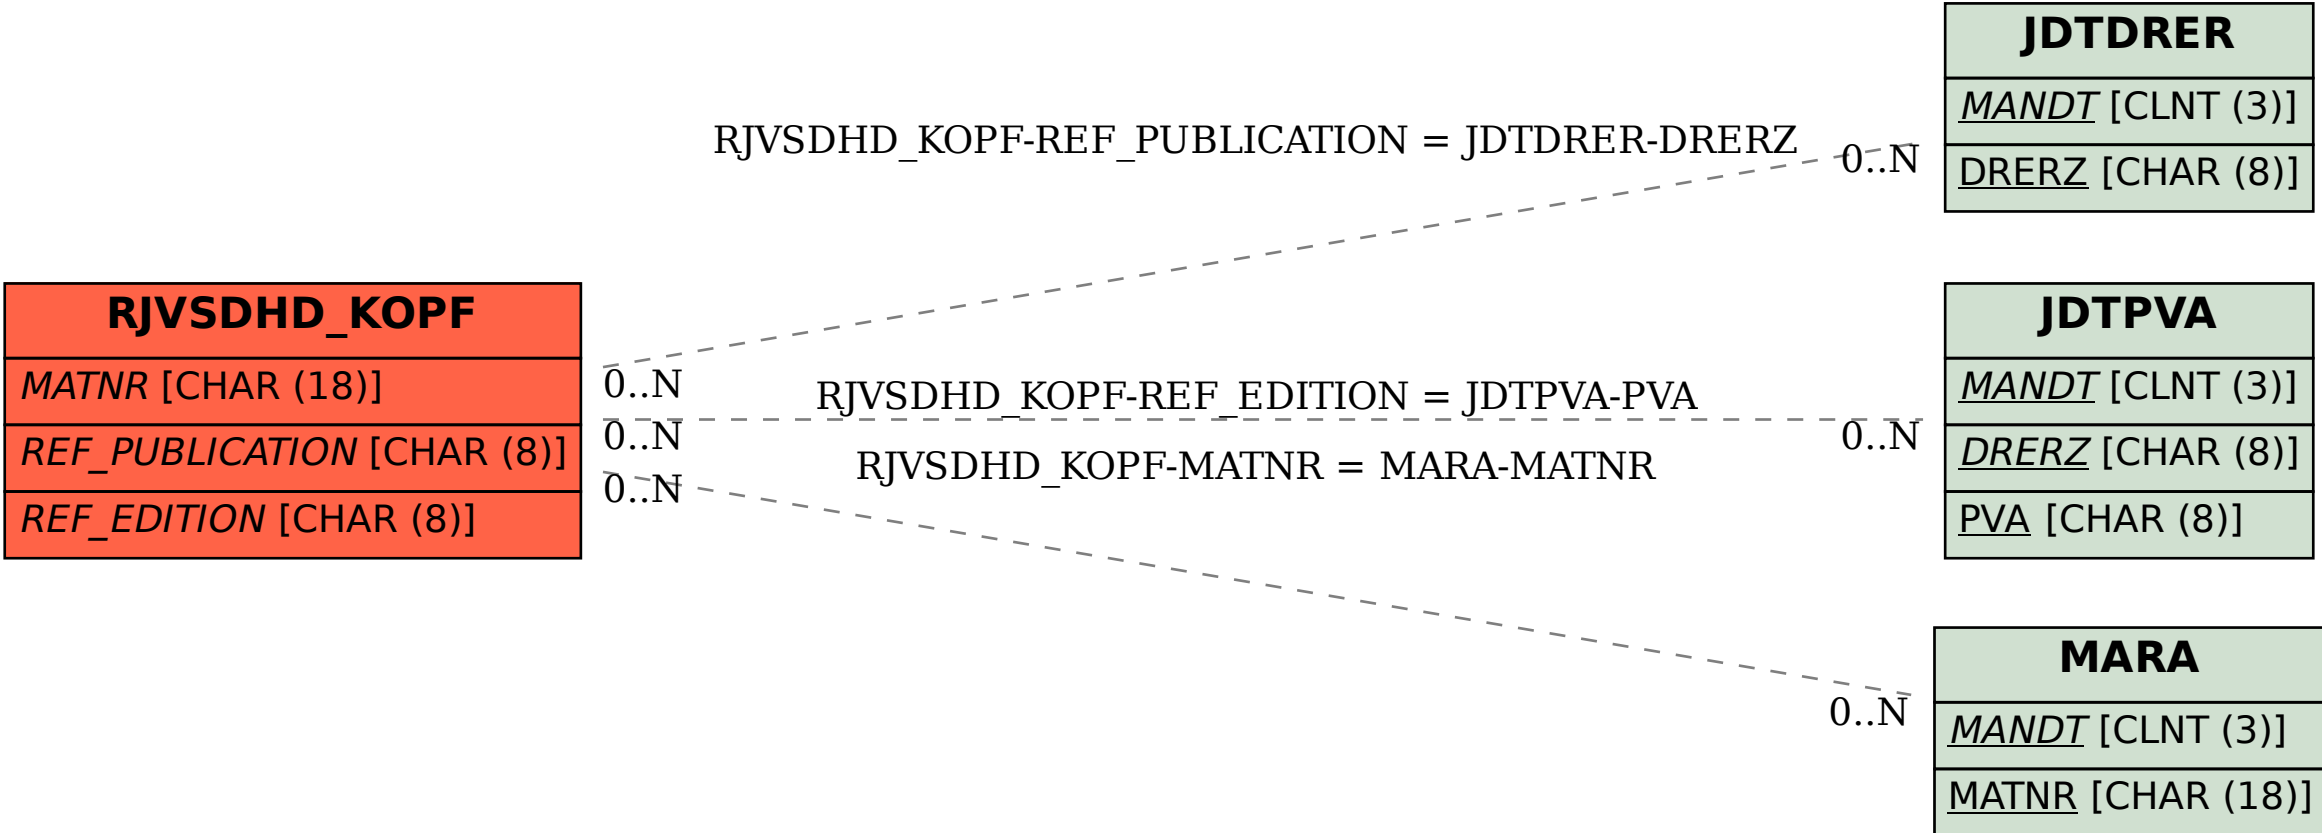 JDTDRER
MANDT [CLNT (3)]
DRERZ [CHAR (8)]
RJVSDHD_KOPF-REF_PUBLICATION = JDTDRER-DRERZ
0..N
RJVSDHD_KOPF
MATNR [CHAR (18)]
REF_PUBLICATION [CHAR (8)]
REF_EDITION [CHAR (8)]
0..N
RJVSDHD_KOPF-REF_EDITION = JDTPVA-PVA
0..N
0..N
RJVSDHD_KOPF-MATNR = MARA-MATNR
0..N
JDTPVA
MANDT [CLNT (3)]
DRERZ [CHAR (8)]
PVA [CHAR (8)]
0..N
MARA
MANDT [CLNT (3)]
MATNR [CHAR (18)]